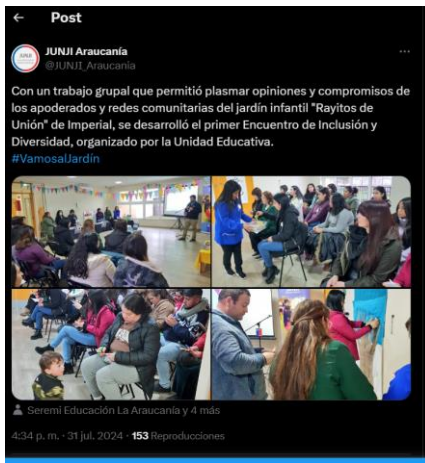 Post
JUNJI Araucanía
@JUNJI_Araucania
Con un trabajo grupal que permitió plasmar opiniones y compromisos de
los apoderados y redes comunitarias del jardín infantil "Rayitos de
Unión" de Imperial, se desarrolló el primer Encuentro de Inclusión y
Diversidad, organizado por la Unidad Educativa.
#VamosalJardín
Seremi Educación La Araucanía y 4 más
4:34 p. m. · 31 jul. 2024 · 153 Reproducciones